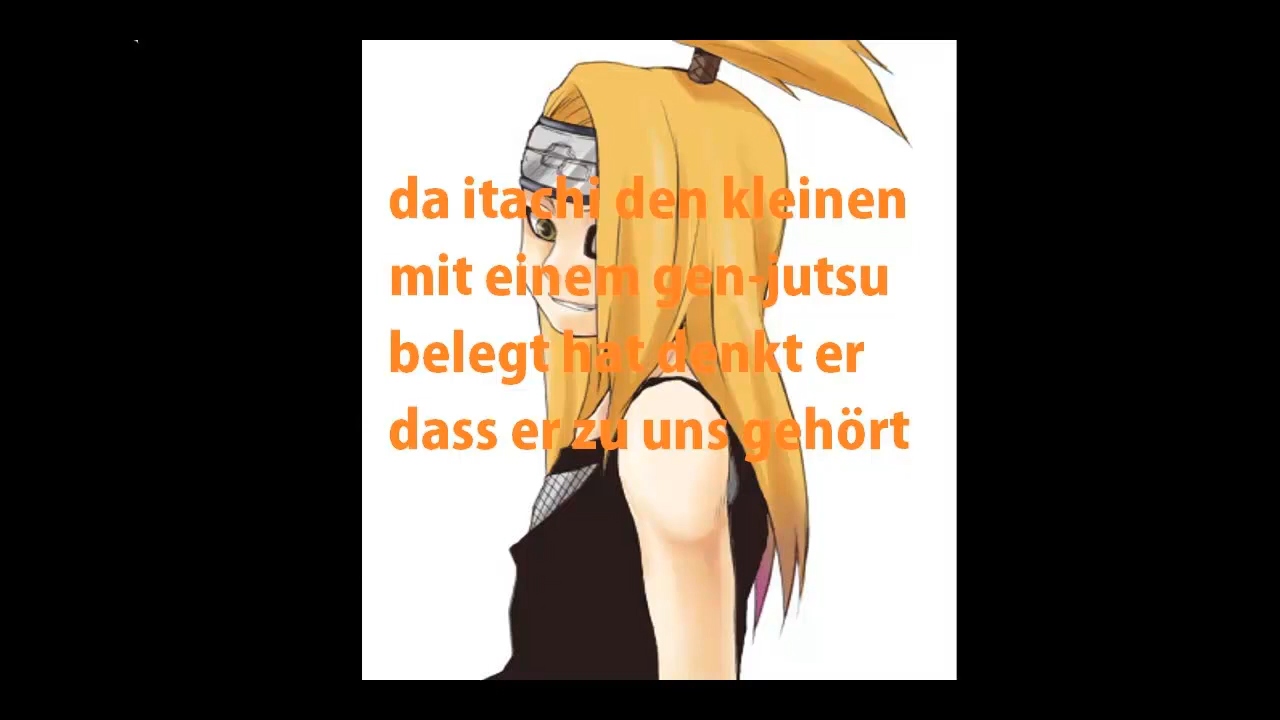 da itachi den kleinen
mit einem gen-jutsu
belegt hat denkt er
dass er zu uns gehört